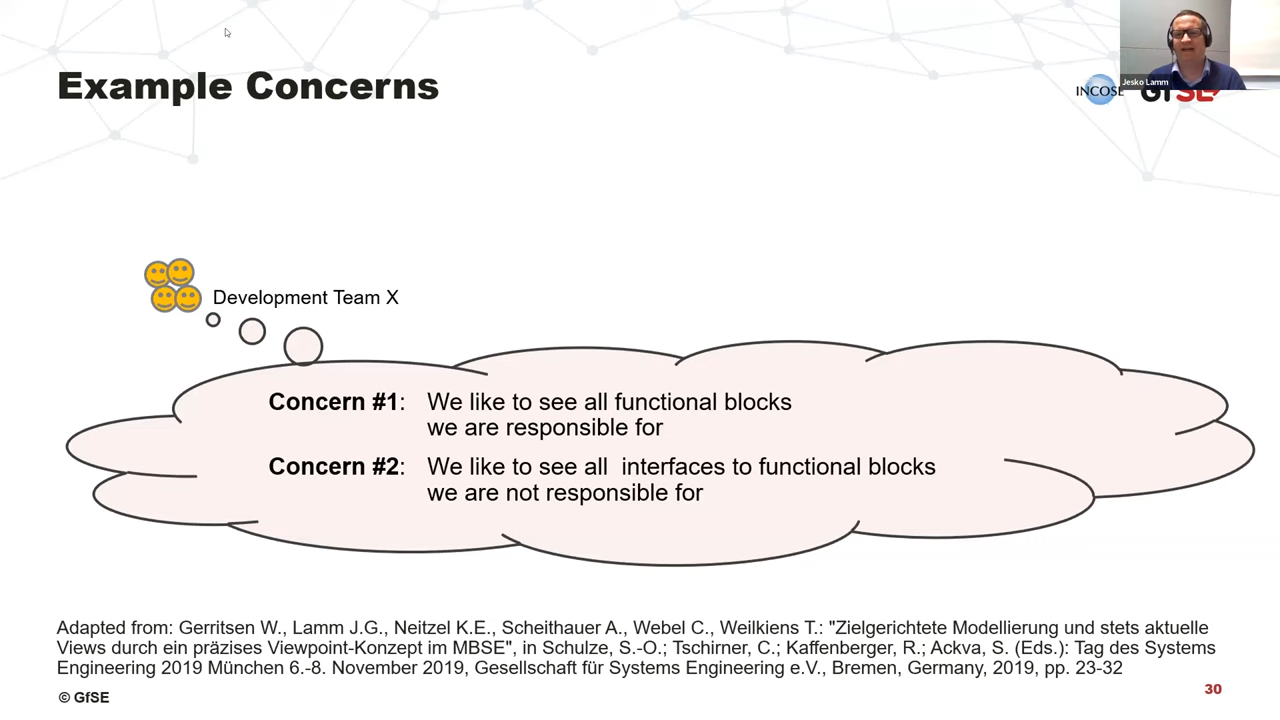 Example Concerns
Jesko Lamm
INCOSE
GfSE
Development Team X
Concern #1: We like to see all functional blocks
we are responsible for
Concern #2: We like to see all interfaces to functional blocks
we are not responsible for
Adapted from: Gerritsen W., Lamm J.G., Neitzel K.E., Scheithauer A., Webel C., Weilkiens T.: "Zielgerichtete Modellierung und stets aktuelle
Views durch ein präzises Viewpoint-Konzept im MBSE", in Schulze, S.-O.; Tschirner, C.; Kaffenberger, R.; Ackva, S. (Eds.): Tag des Systems
Engineering 2019 München 6.-8. November 2019, Gesellschaft für Systems Engineering e.V., Bremen, Germany, 2019, pp. 23-32
© GfSE
30